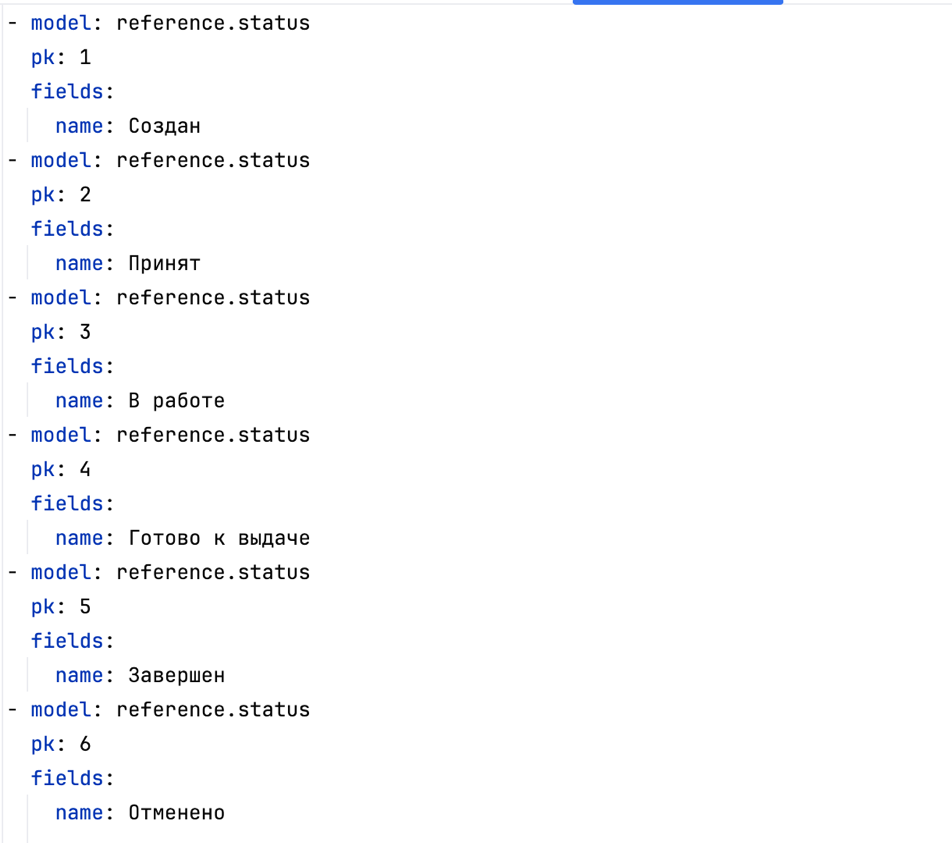 - model: reference.status
  pk: 1
  fields:
    name: Создан
- model: reference.status
  pk: 2
  fields:
    name: Принят
- model: reference.status
  pk: 3
  fields:
    name: В работе
- model: reference.status
  pk: 4
  fields:
    name: Готово к выдаче
- model: reference.status
  pk: 5
  fields:
    name: Завершен
- model: reference.status
  pk: 6
  fields:
    name: Отменено